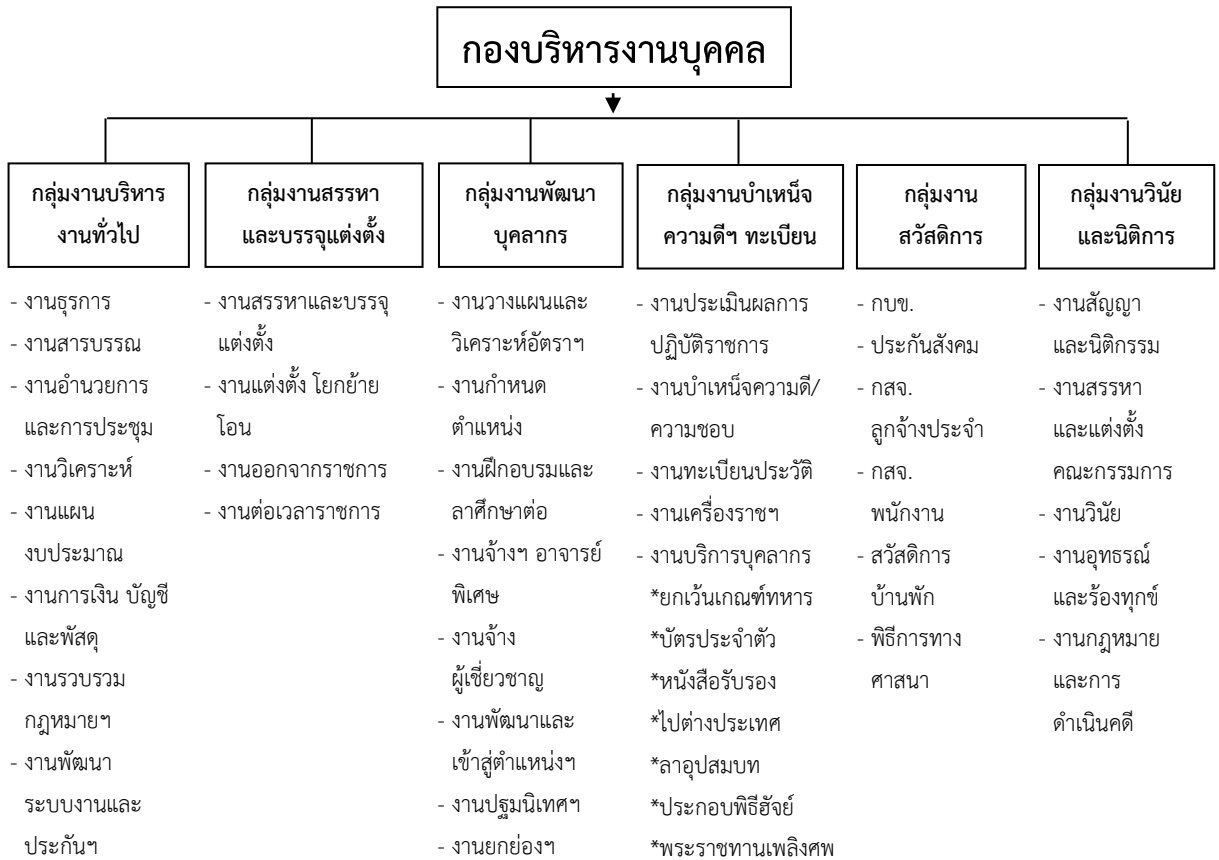 กองบริหารงานบุคคล
กลุ่มงานบริหาร
งานทั่วไป
- งานธุรการ
- งานสารบรรณ
- งานอำนวยการ
และการประชุม
- งานวิเคราะห์
- งานแผน
งบประมาณ
- งานการเงิน บัญชี
และพัสดุ
- งานรวบรวม
กฎหมายฯ
- งานพัฒนา
ระบบงานและ
ประกันฯ
กลุ่มงานสรรหา
และบรรจุแต่งตั้ง
- งานสรรหาและบรรจุ
แต่งตั้ง
- งานแต่งตั้ง โยกย้าย
โอน
- งานออกจากราชการ
- งานต่อเวลาราชการ
กลุ่มงานพัฒนา
บุคลากร
- งานวางแผนและ
วิเคราะห์อัตราฯ
- งานกำหนด
ตำแหน่ง
- งานฝึกอบรมและ
ลาศึกษาต่อ
- งานจ้างฯ อาจารย์
พิเศษ
- งานจ้าง
ผู้เชี่ยวชาญ
- งานพัฒนาและ
เข้าสู่ตำแหน่งฯ
- งานปฐมนิเทศฯ
- งานยกย่องฯ
กลุ่มงานบำเหน็จ
ความดีฯ ทะเบียน
- งานประเมินผลการ
ปฏิบัติราชการ
- งานบำเหน็จความดี/
ความชอบ
- งานทะเบียนประวัติ
- งานเครื่องราชฯ
- งานบริการบุคลากร
*ยกเว้นเกณฑ์ทหาร
*บัตรประจำตัว
*หนังสือรับรอง
*ไปต่างประเทศ
*ลาอุปสมบท
*ประกอบพิธีฮัจย์
*พระราชทานเพลิงศพ
กลุ่มงาน
สวัสดิการ
- กบข.
- ประกันสังคม
- กสจ.
ลูกจ้างประจำ
- กสจ.
พนักงาน
- สวัสดิการ
บ้านพัก
- พิธีการทาง
ศาสนา
กลุ่มงานวินัย
และนิติการ
- งานสัญญา
และนิติกรรม
- งานสรรหา
และแต่งตั้ง
คณะกรรมการ
- งานวินัย
- งานอุทธรณ์
และร้องทุกข์
- งานกฎหมาย
และการ
ดำเนินคดี